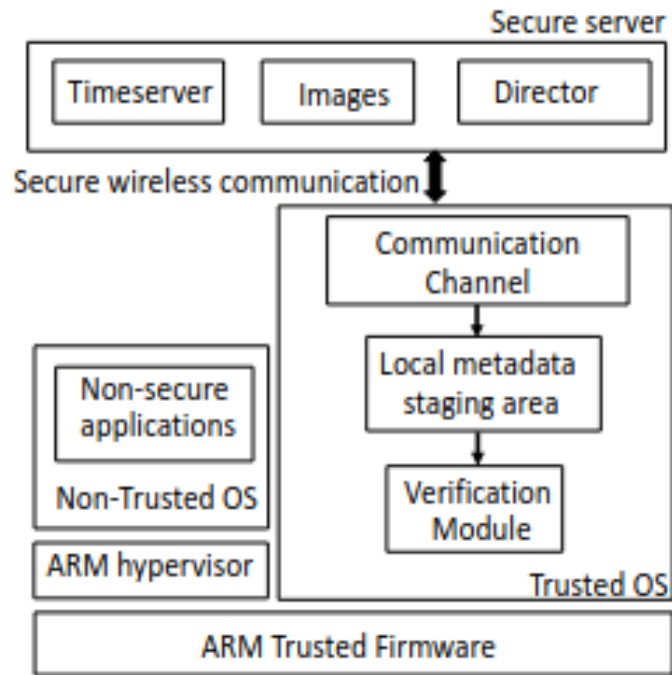 Secure server
Timeserver
Images
Director
Secure wireless communication
Communication
Channel
Local metadata
staging area
Verification
Module
Trusted OS
Non-secure
applications
Non-Trusted OS
ARM hypervisor
ARM Trusted Firmware